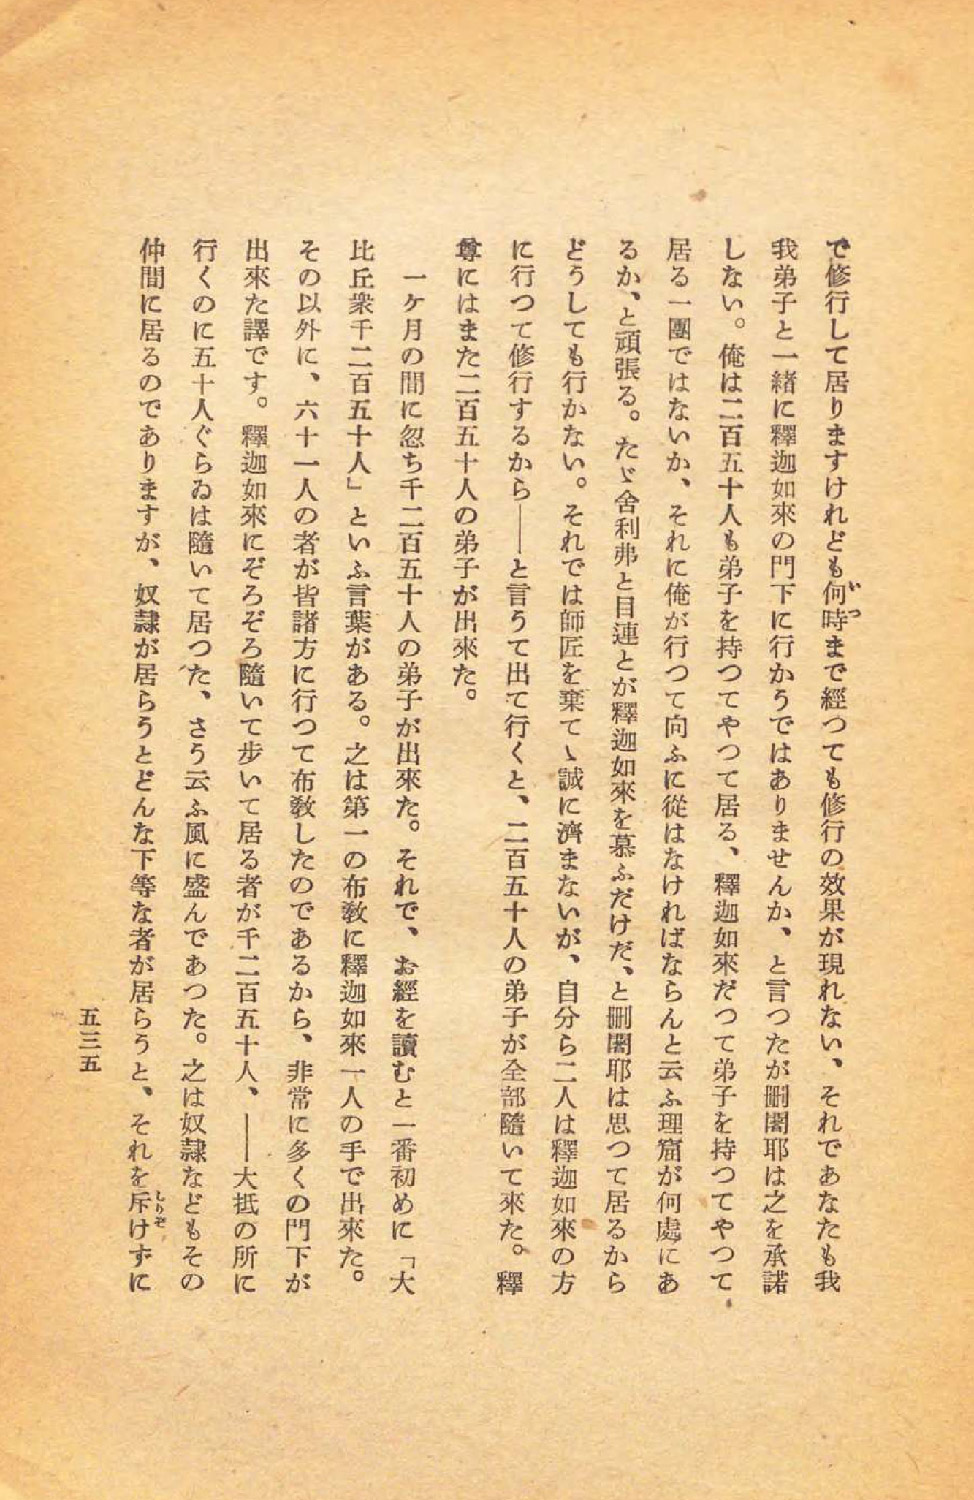 で修行して居りますけれども何時まで經つても修行の效果が現れない、それであなたも我
我弟子と一緒に釋迦如來の門下に行かうではありませんか、と言つたが刪闍耶は之を承諾
しない。俺は二百五十人も弟子を持つてやつて居る、釋迦如來だつて弟子を持つてやつて
居る一團ではないか、それに俺が行つて向ふに從はなければならんと云ふ理窟が何處にあ
るか、と頑張る。たゞ舍利弗と目連とが釋迦如來を慕ふだけだ、と刪闍耶は思つて居るから
どうしても行かない。それでは師匠を棄てゝ誠に濟まないが、自分ら二人は釋迦如來の方
に行つて修行するから――と言うて出て行くと、二百五十人の弟子が全部隨いて來た。釋
尊にはまた二百五十人の弟子が出來た。
一ケ月の間に忽ち千二百五十人の弟子が出來た。それで、お經を讀むと一番初めに「大
比丘衆千二百五十人」といふ言葉がある。之は第一の布教に釋迦如來一人の手で出來た。
その以外に、六十一人の者が皆諸方に行つて布教したのであるから、非常に多くの門下が
出來た譯です。釋迦如來にぞろぞろ隨いて歩いて居る者が千二百五十人、――大抵の所に
行くのに五十人ぐらゐは隨いて居つた、さう云ふ風に盛んであつた。之は奴隷などもその
仲間に居るのでありますが、奴隷が居らうとどんな下等な者が居らうと、それを斥けずに
五三五